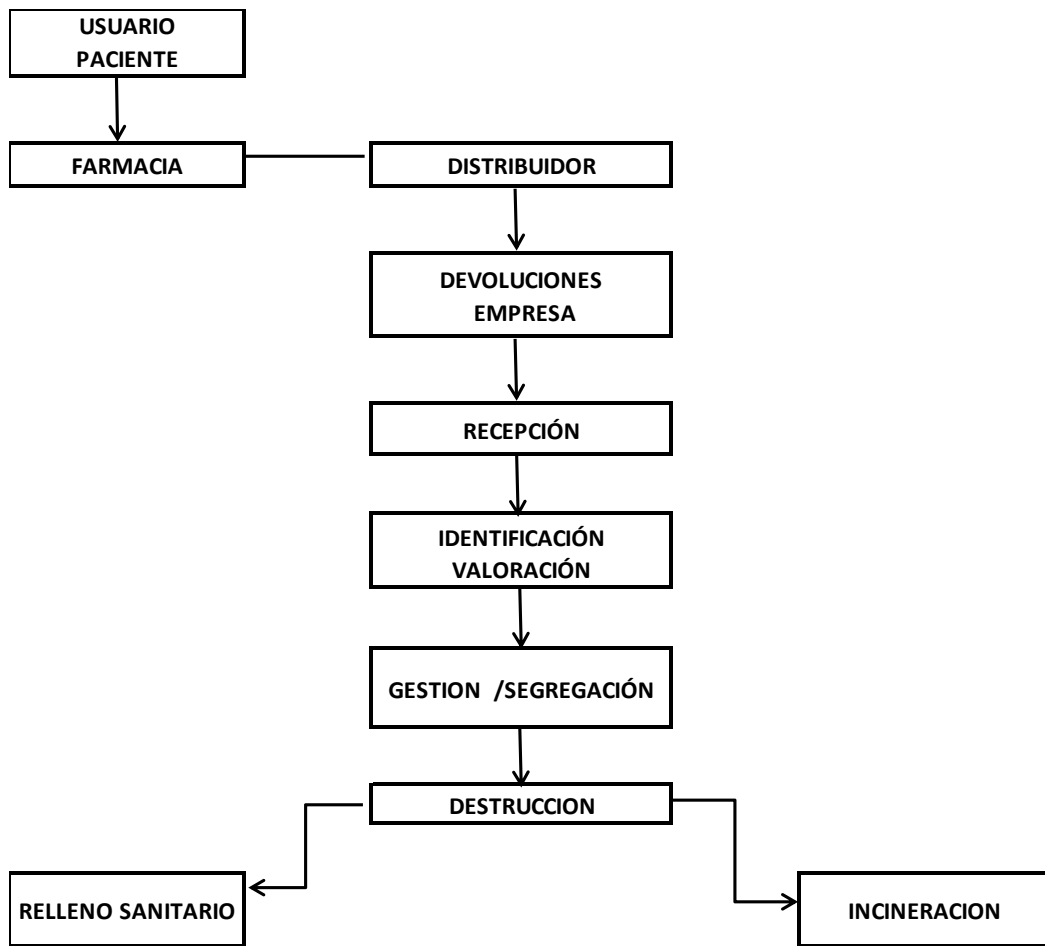 USUARIO
PACIENTE
FARMACIA
DISTRIBUIDOR
DEVOLUCIONES
EMPRESA
RECEPCIÓN
IDENTIFICACIÓN
VALORACIÓN
GESTION /SEGREGACIÓN
DESTRUCCION
RELLENO SANITARIO
INCINERACION